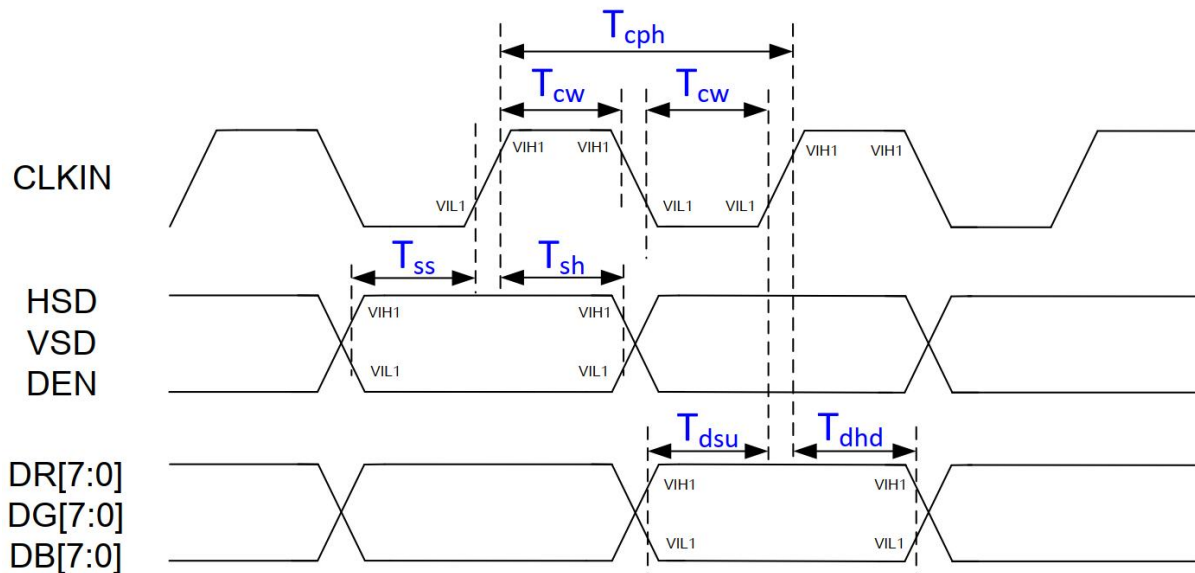 Tcph
Tcw Tcw
CLKIN
VIH1 VIH1 VIH1 VIH1
VIL1 VIL1 VIL1
Tss Tsh
HSD
VIH1 VIH1
VSD
DEN
VIL1 VIL1
Tdsu Tdhd
DR[7:0]
VIH1 VIH1
DG[7:0]
VIL1 VIL1
DB[7:0]